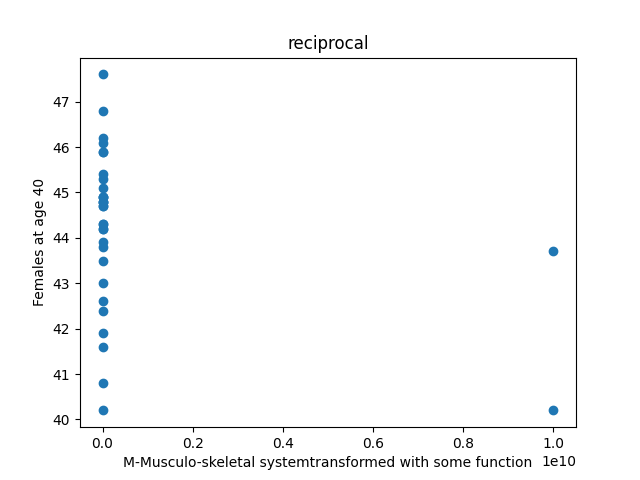 reciprocal
47
46
45
44
43
42
41
40
Females at age 40
0.0 0.2 0.4 0.6 0.8 1.0
1e10
M-Musculo-skeletal systemtransformed with some function